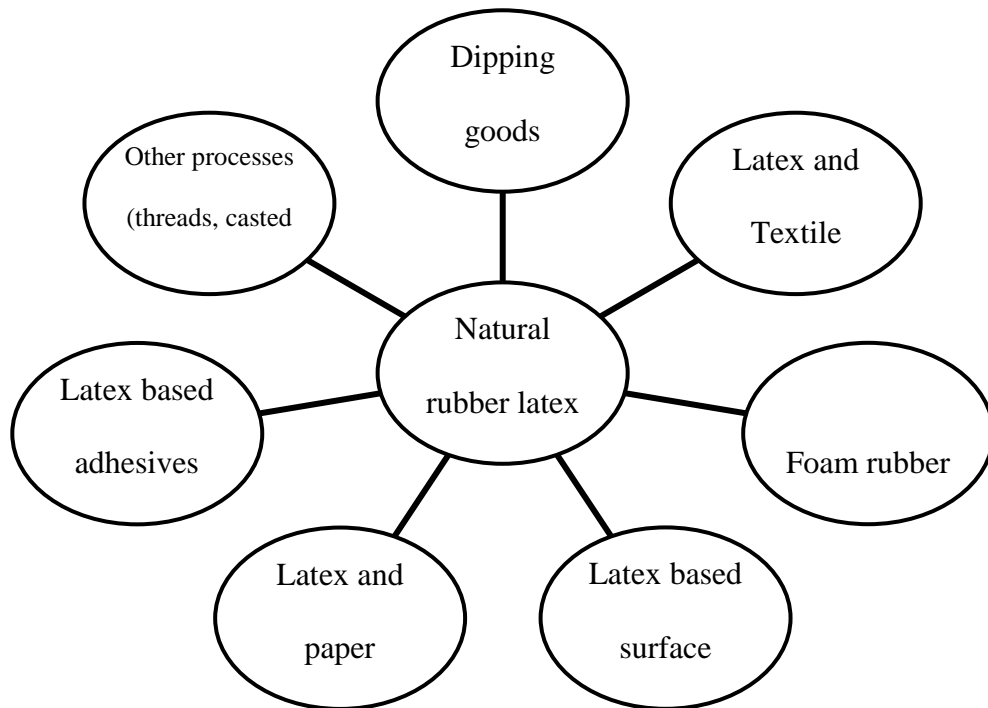 Dipping
goods
Other processes
(threads, casted
Latex and
Textile
Natural
rubber latex
Latex based
adhesives
Foam rubber
Latex and
paper
Latex based
surface